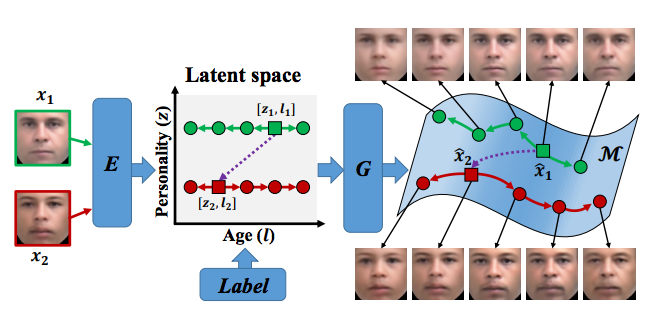 Latent space
x₁
x₂
E
Personality (z)
[z₁, l₁]
[z₂, l₂]
Age (l)
Label
G
x̂₂
x̂₁
ℳ